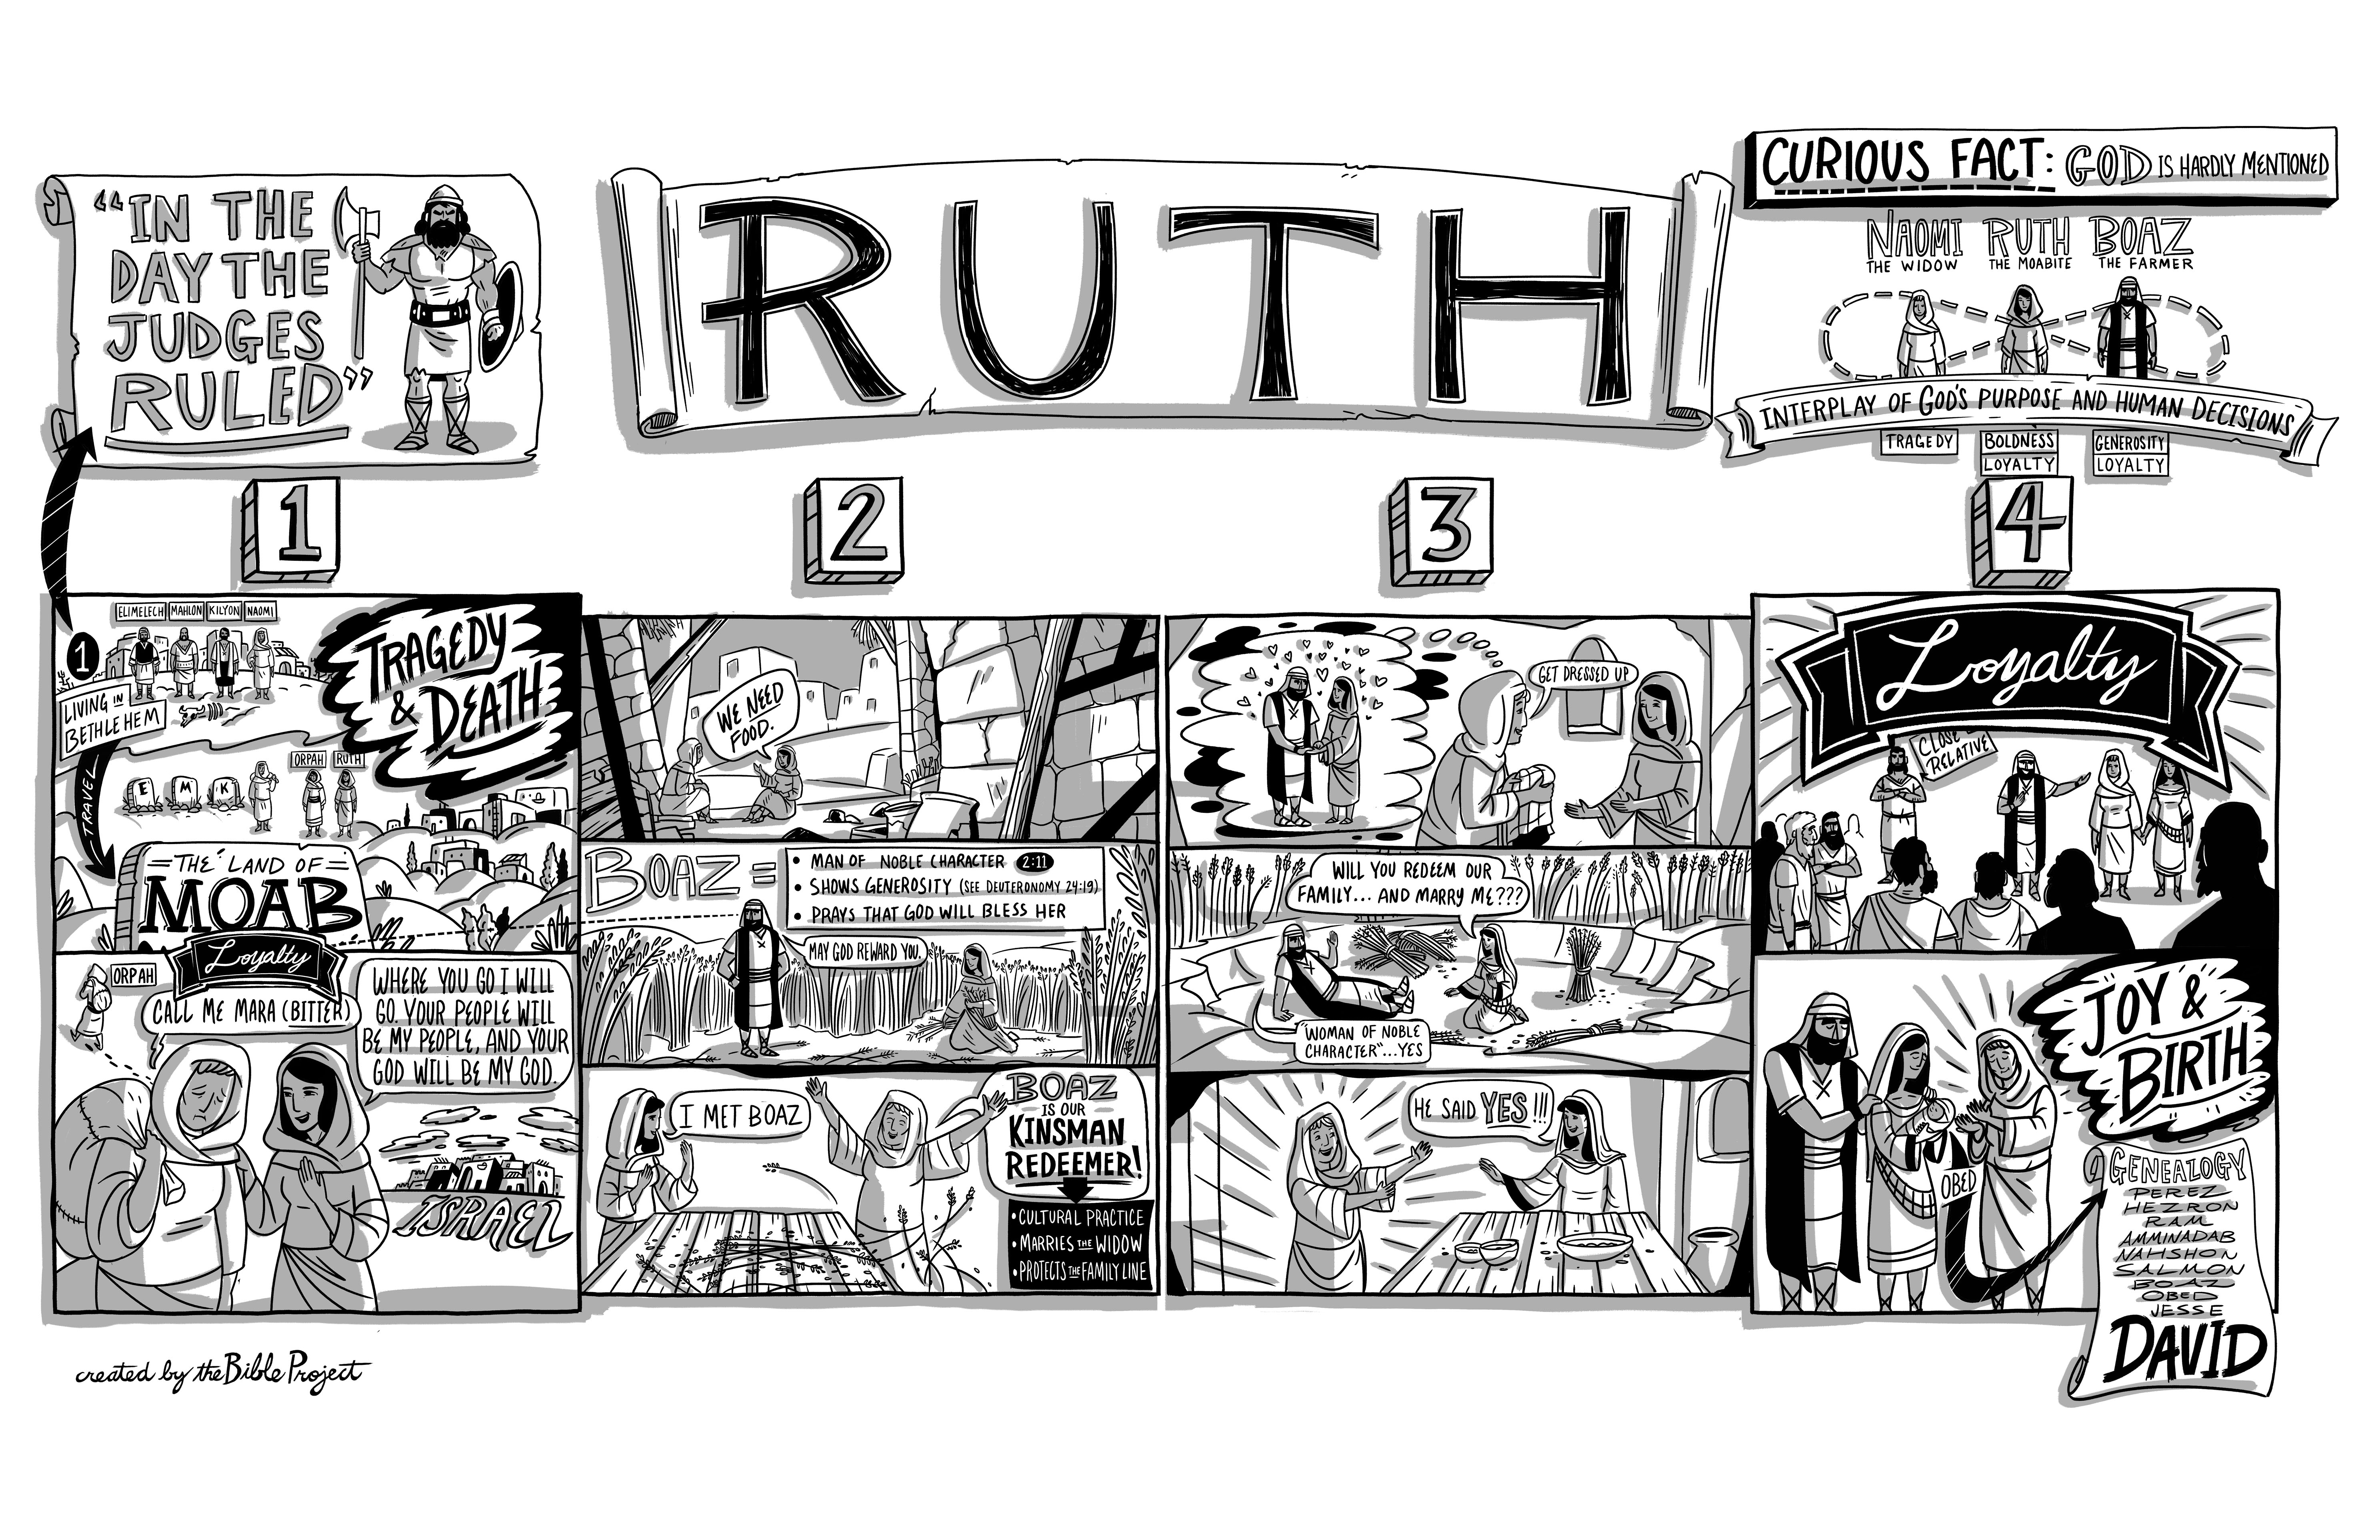 “IN THE
DAY THE
JUDGES
RULED”
RUTH
CURIOUS FACT: GOD IS HARDLY MENTIONED
NAOMI RUTH BOAZ
THE WIDOW THE MOABITE THE FARMER
INTERPLAY OF GOD'S PURPOSE AND HUMAN DECISIONS
TRAGEDY
BOLDNESS
LOYALTY
GENEROSITY
LOYALTY
1
ELIMELECH MAHLON KILYON NAOMI
1
LIVING IN
BETHLEHEM
TRAGEDY
& DEATH
TRAVEL
ORPAH RUTH
E M K
THE LAND OF
MOAB
Loyalty
ORPAH
CALL ME MARA (BITTER)
WHERE YOU GO I WILL
GO. YOUR PEOPLE WILL
BE MY PEOPLE, AND YOUR
GOD WILL BE MY GOD.
ISRAEL
2
WE NEED
FOOD.
BOAZ =
• MAN OF NOBLE CHARACTER 2:11
• SHOWS GENEROSITY (SEE DEUTERONOMY 24:19)
• PRAYS THAT GOD WILL BLESS HER
MAY GOD REWARD YOU.
I MET BOAZ
BOAZ
IS OUR
KINSMAN
REDEEMER!
• CULTURAL PRACTICE
• MARRIES THE WIDOW
• PROTECTS THE FAMILY LINE
3
GET DRESSED UP
WILL YOU REDEEM OUR
FAMILY... AND MARRY ME???
"WOMAN OF NOBLE
CHARACTER"...YES
HE SAID YES!!!
4
Loyalty
CLOSE
RELATIVE
JOY &
BIRTH
OBED
GENEALOGY
PEREZ
HEZRON
RAM
AMMINADAB
NAHSHON
SALMON
BOAZ
OBED
JESSE
DAVID
created by the Bible Project